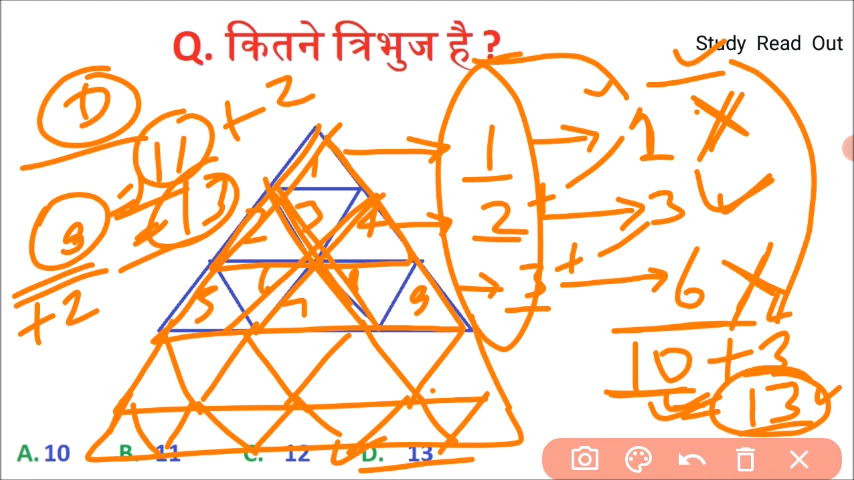 Q. कितने त्रिभुज है ?
Study Read Out
D
11 + 2
= 13
9
+2
1
2 3 4
5 6 7 8 9
1 1
2 + 3
3 + 6
10 + 3
= 13
A. 10 B. 11 C. 12 D. 13